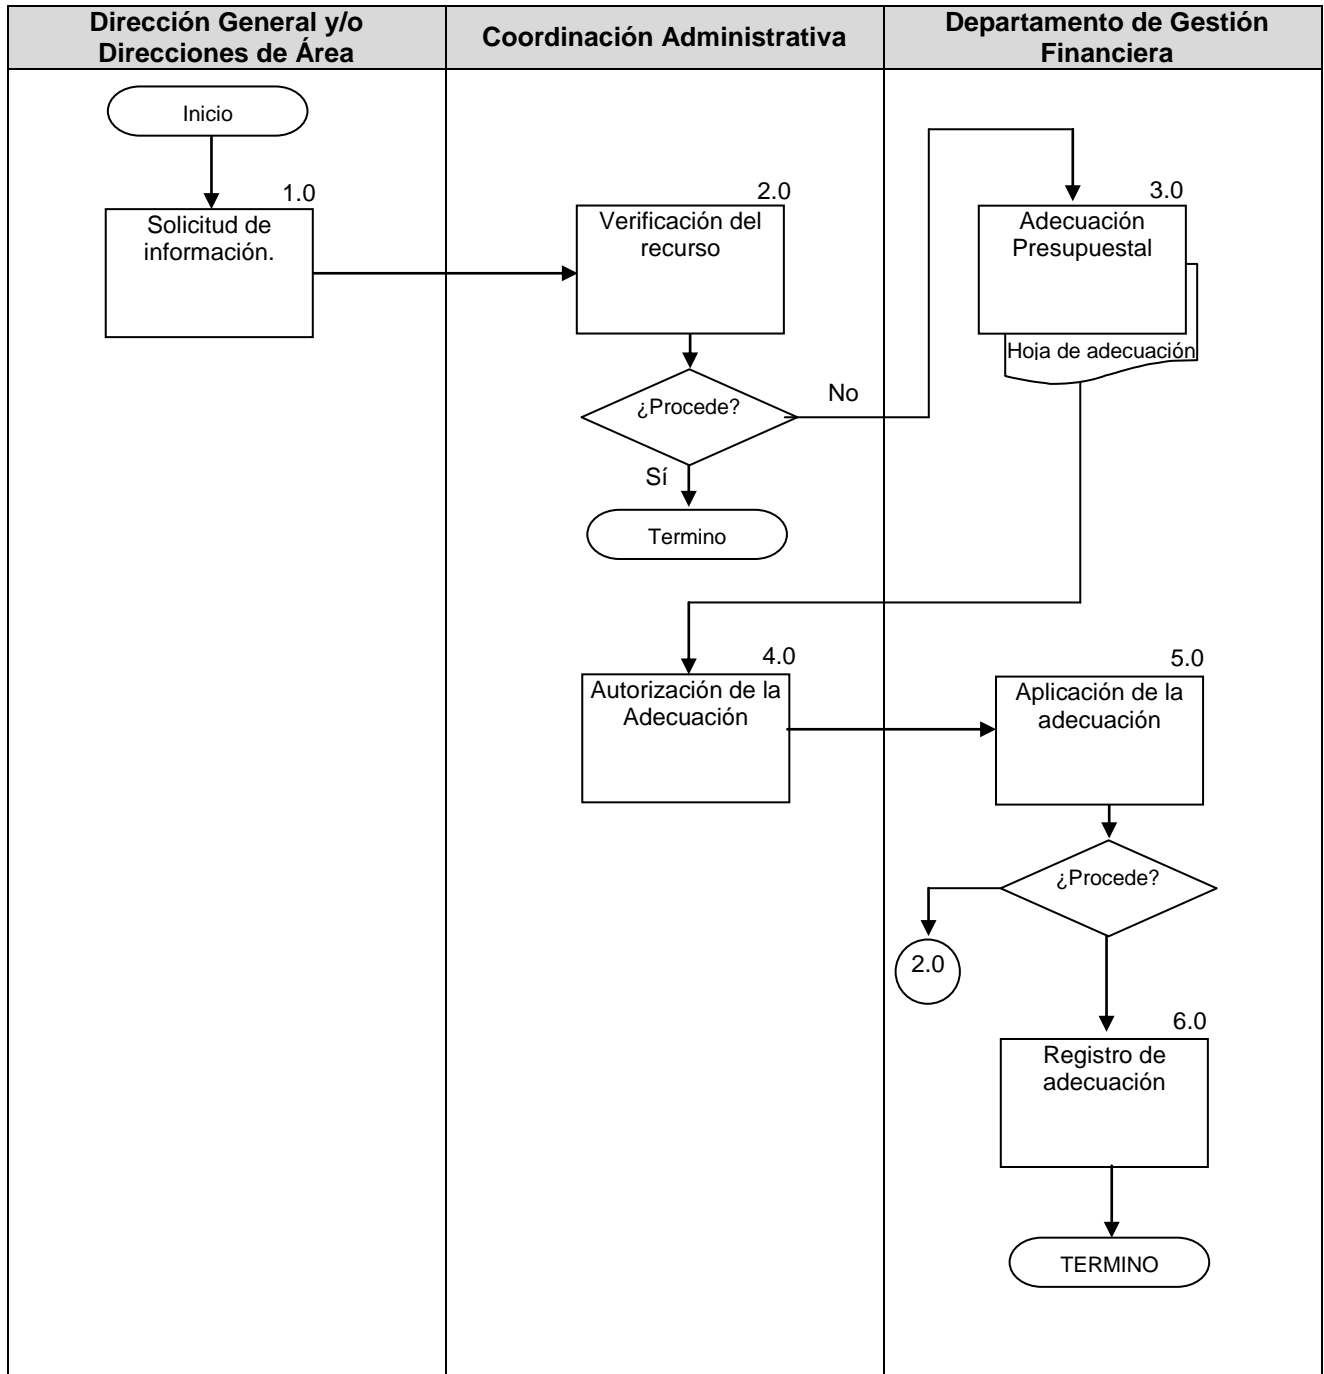 Dirección General y/o
Direcciones de Área
Coordinación Administrativa
Departamento de Gestión
Financiera
Inicio
1.0
Solicitud de
información.
2.0
Verificación del
recurso
3.0
Adecuación
Presupuestal
Hoja de adecuación
¿Procede?
No
Sí
Termino
4.0
Autorización de la
Adecuación
5.0
Aplicación de la
adecuación
¿Procede?
2.0
6.0
Registro de
adecuación
TERMINO